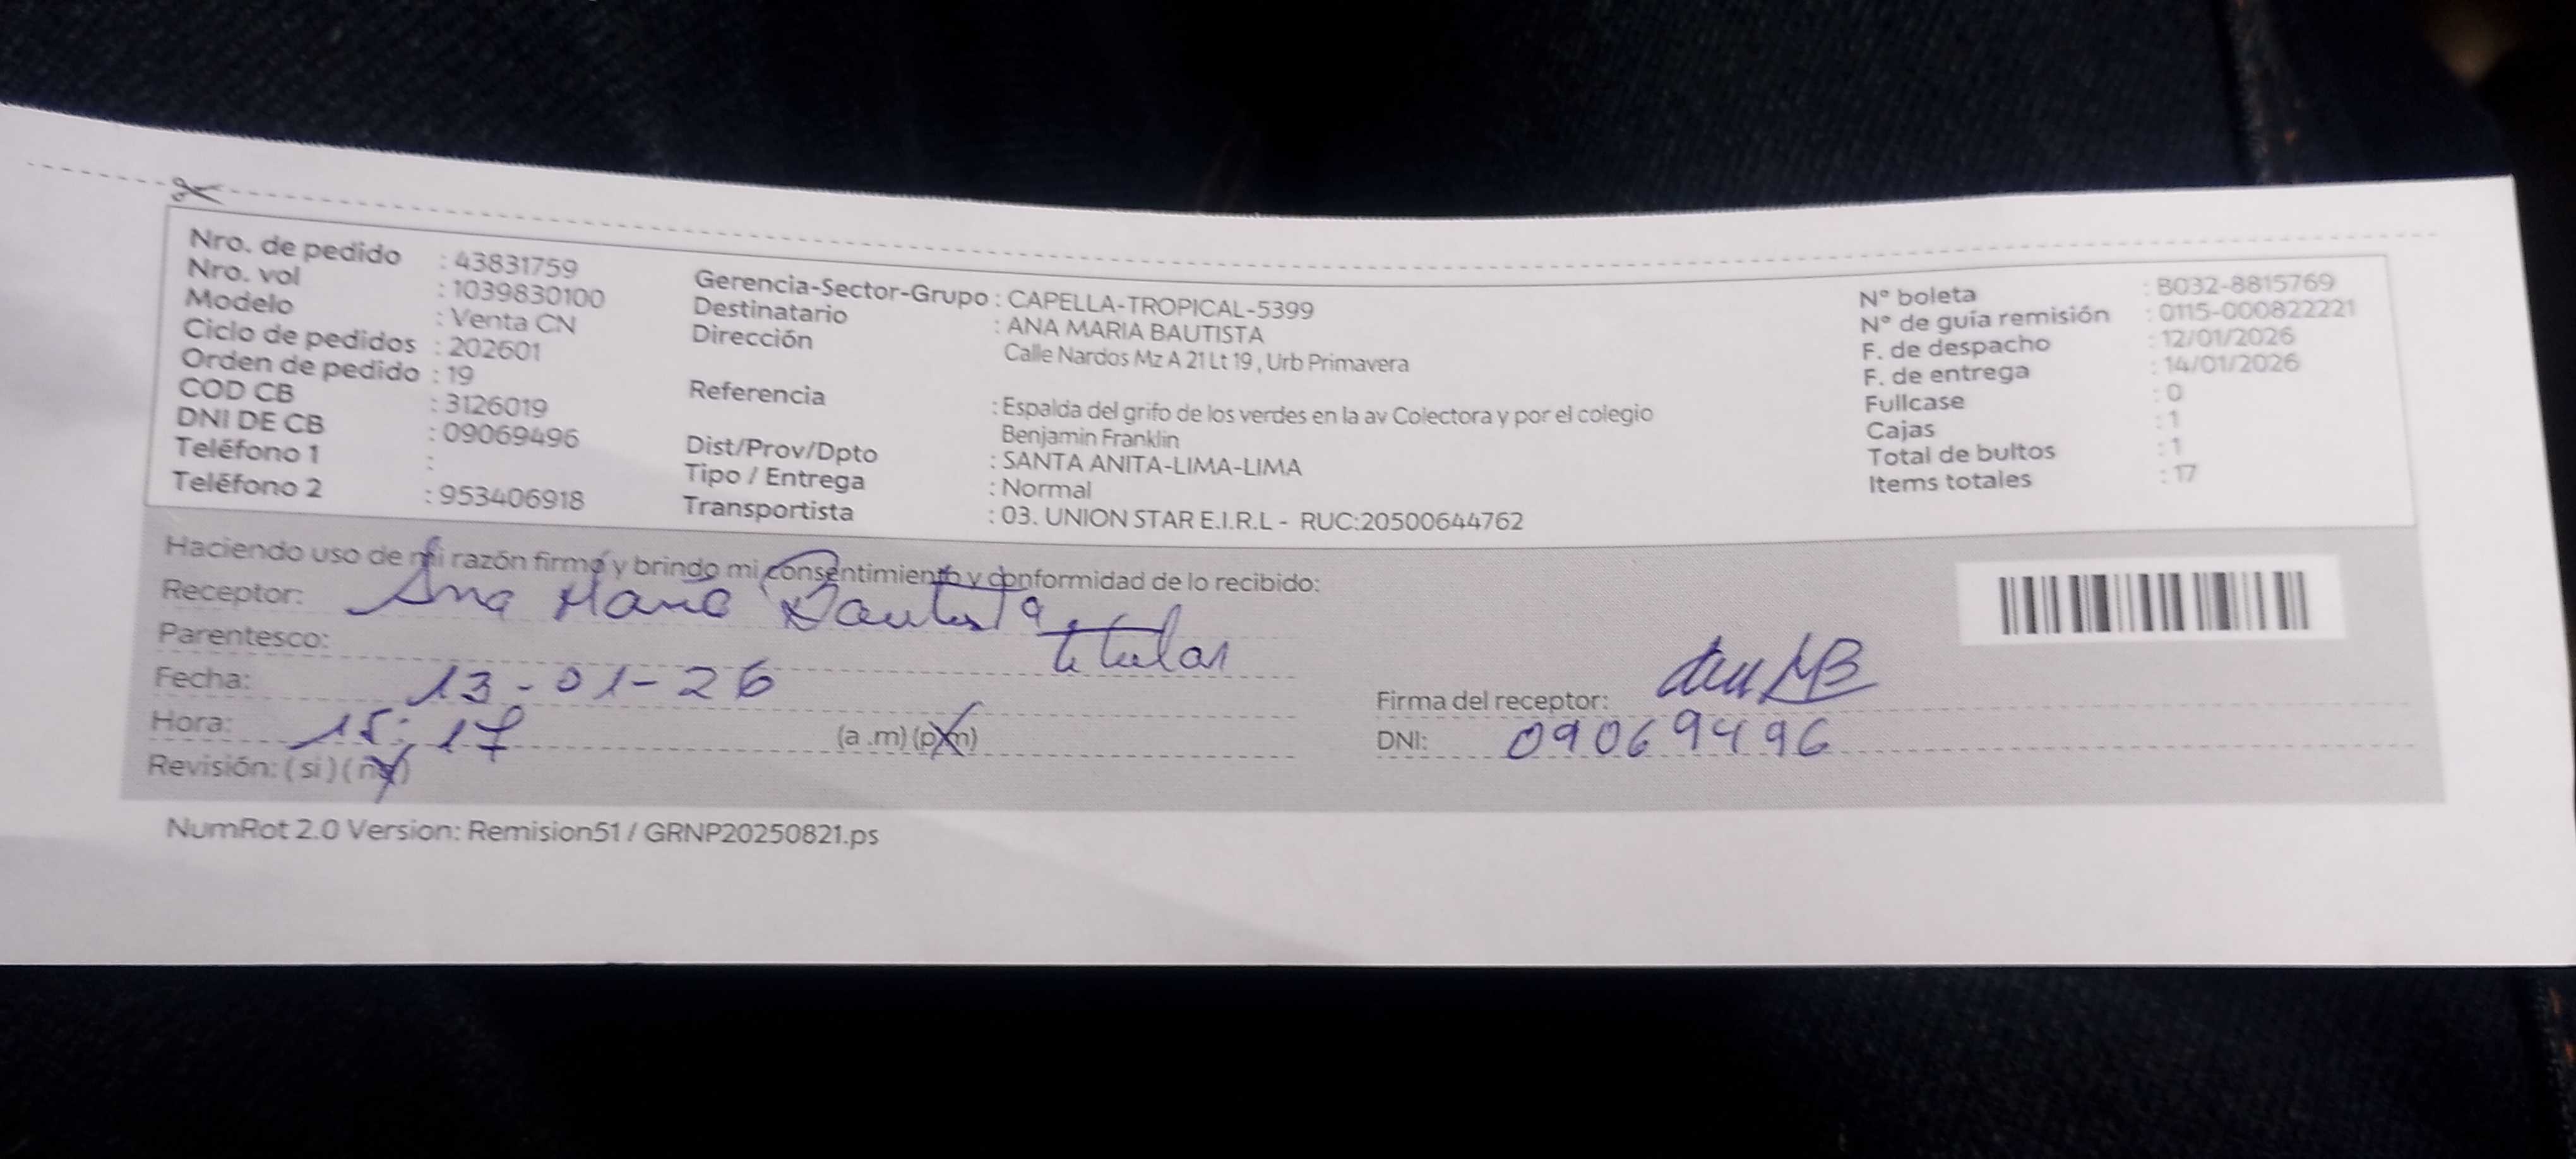 Nro. de pedido : 43831759
Nro. vol : 1039830100
Modelo : Venta CN
Ciclo de pedidos : 202601
Orden de pedido : 19
COD CB : 3126019
DNI DE CB : 09069496
Teléfono 1 :
Teléfono 2 : 953406918
Gerencia-Sector-Grupo : CAPELLA-TROPICAL-5399
Destinatario : ANA MARIA BAUTISTA
Dirección Calle Nardos Mz A 21 Lt 19 , Urb Primavera
Referencia : Espalda del grifo de los verdes en la av Colectora y por el colegio
Benjamin Franklin
Dist/Prov/Dpto : SANTA ANITA-LIMA-LIMA
Tipo / Entrega : Normal
Transportista : 03. UNION STAR E.I.R.L - RUC:20500644762
N° boleta : B032-8815769
N° de guía remisión : 0115-000822221
F. de despacho : 12/01/2026
F. de entrega : 14/01/2026
Fullcase : 0
Cajas : 1
Total de bultos : 1
Items totales : 17
Haciendo uso de mi razón firmo y brindo mi consentimiento y conformidad de lo recibido:
Receptor: Ana Maria Bautista
Parentesco: titular
Fecha: 13-01-26
Hora: 15:17 (a .m) (p.m)
Revisión: ( si ) ( no )
Firma del receptor:
DNI: 09069496
NumRot 2.0 Version: Remision51 / GRNP20250821.ps